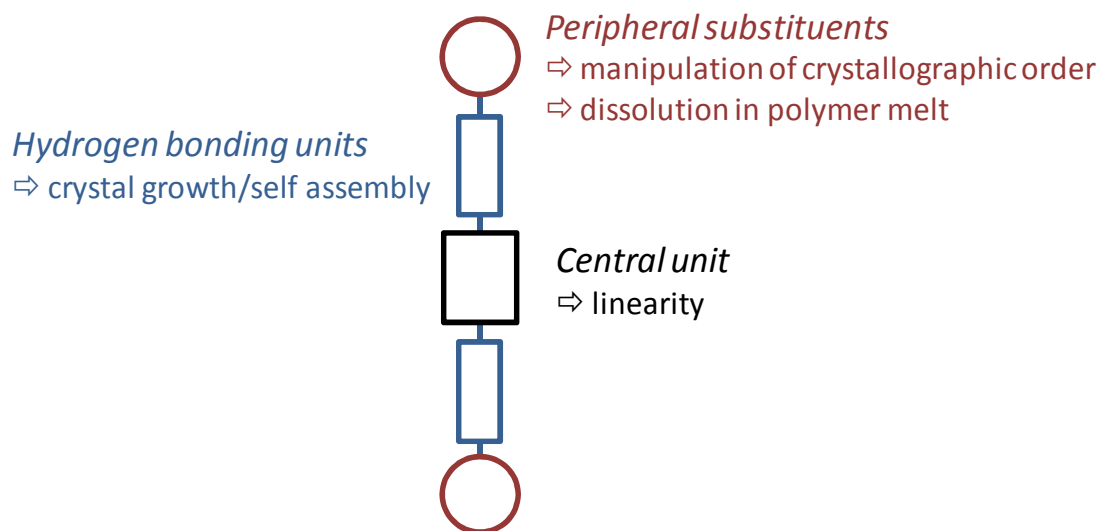 Peripheral substituents
⇨ manipulation of crystallographic order
⇨ dissolution in polymer melt
Hydrogen bonding units
⇨ crystal growth/self assembly
Central unit
⇨ linearity